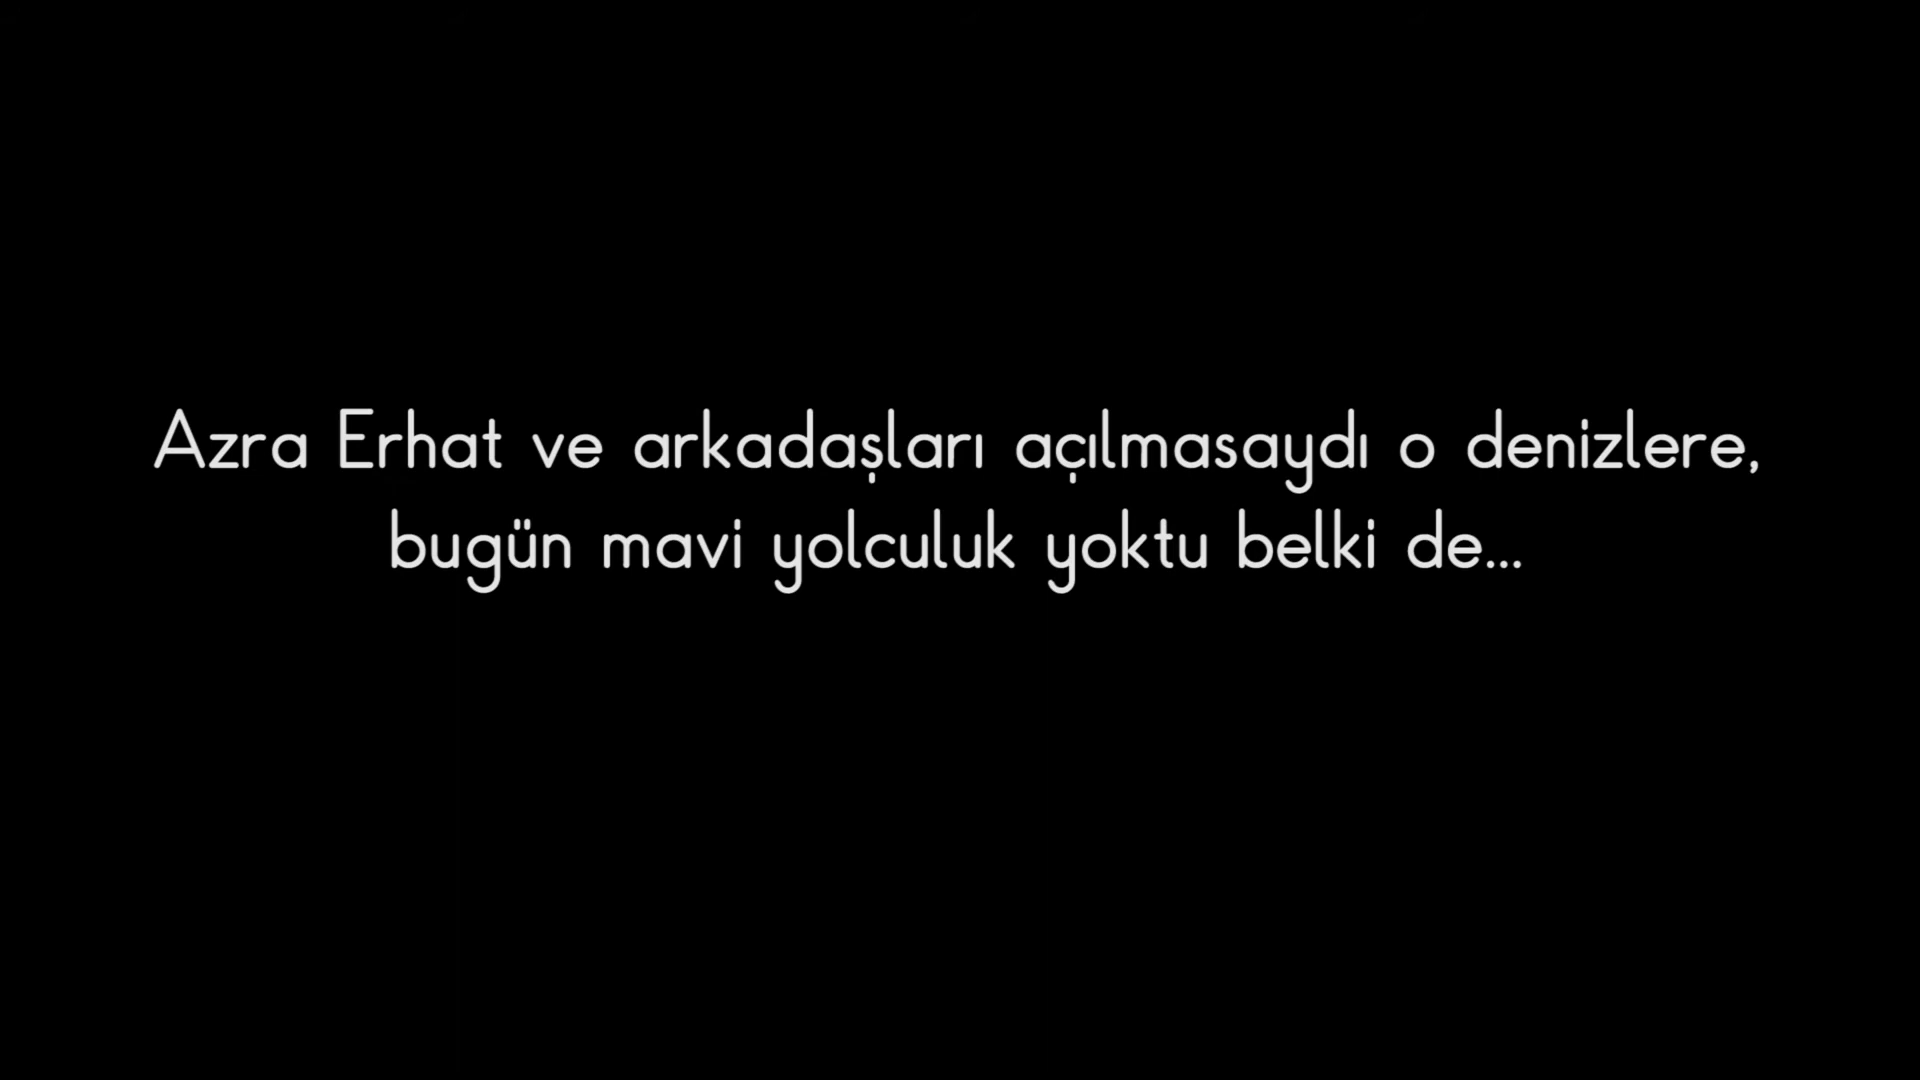 Azra Erhat ve arkadaşları açılmasaydı o denizlere,
bugün mavi yolculuk yoktu belki de...